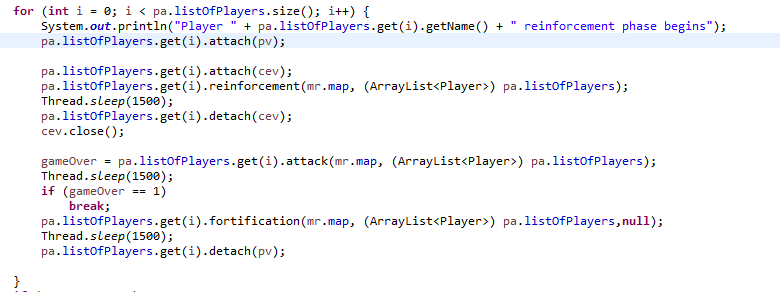 for (int i = 0; i < pa.listOfPlayers.size(); i++) {
System.out.println("Player " + pa.listOfPlayers.get(i).getName() + " reinforcement phase begins");
pa.listOfPlayers.get(i).attach(pv);
pa.listOfPlayers.get(i).attach(cev);
pa.listOfPlayers.get(i).reinforcement(mr.map, (ArrayList<Player>) pa.listOfPlayers);
Thread.sleep(1500);
pa.listOfPlayers.get(i).detach(cev);
cev.close();
gameOver = pa.listOfPlayers.get(i).attack(mr.map, (ArrayList<Player>) pa.listOfPlayers);
Thread.sleep(1500);
if (gameOver == 1)
break;
pa.listOfPlayers.get(i).fortification(mr.map, (ArrayList<Player>) pa.listOfPlayers,null);
Thread.sleep(1500);
pa.listOfPlayers.get(i).detach(pv);
}